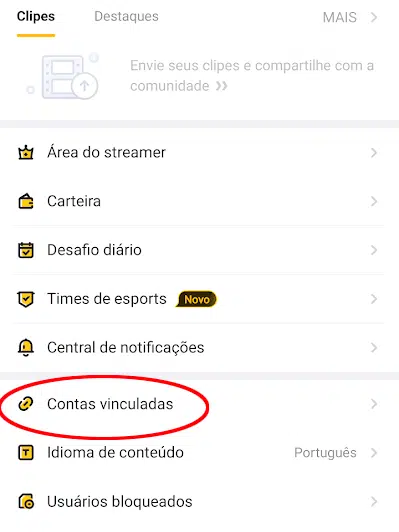 Clipes Destaques MAIS
Envie seus clipes e compartilhe com a
comunidade
Área do streamer
Carteira
Desafio diário
Times de esports Novo
Central de notificações
Contas vinculadas
Idioma de conteúdo Português
Usuários bloqueados